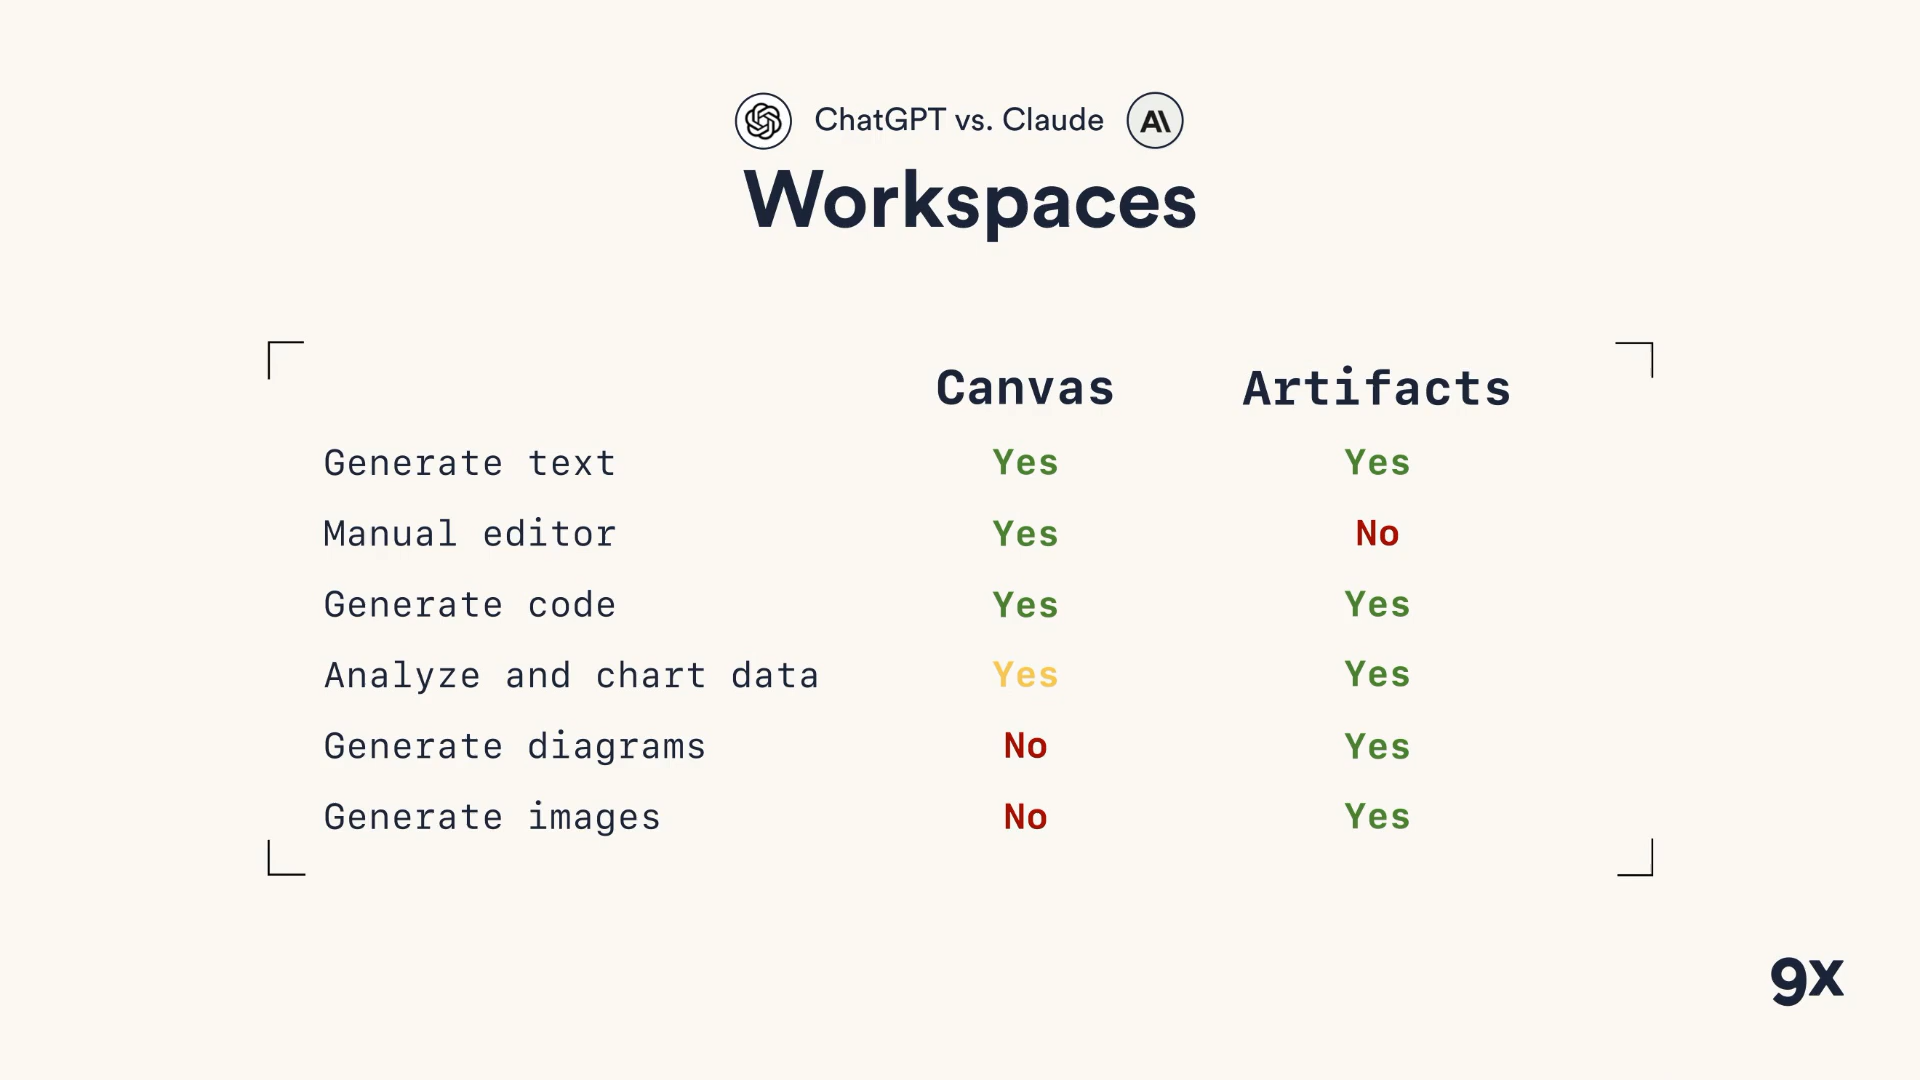 ChatGPT vs. Claude AI
Workspaces
Canvas Artifacts
Generate text Yes Yes
Manual editor Yes No
Generate code Yes Yes
Analyze and chart data Yes Yes
Generate diagrams No Yes
Generate images No Yes
9x